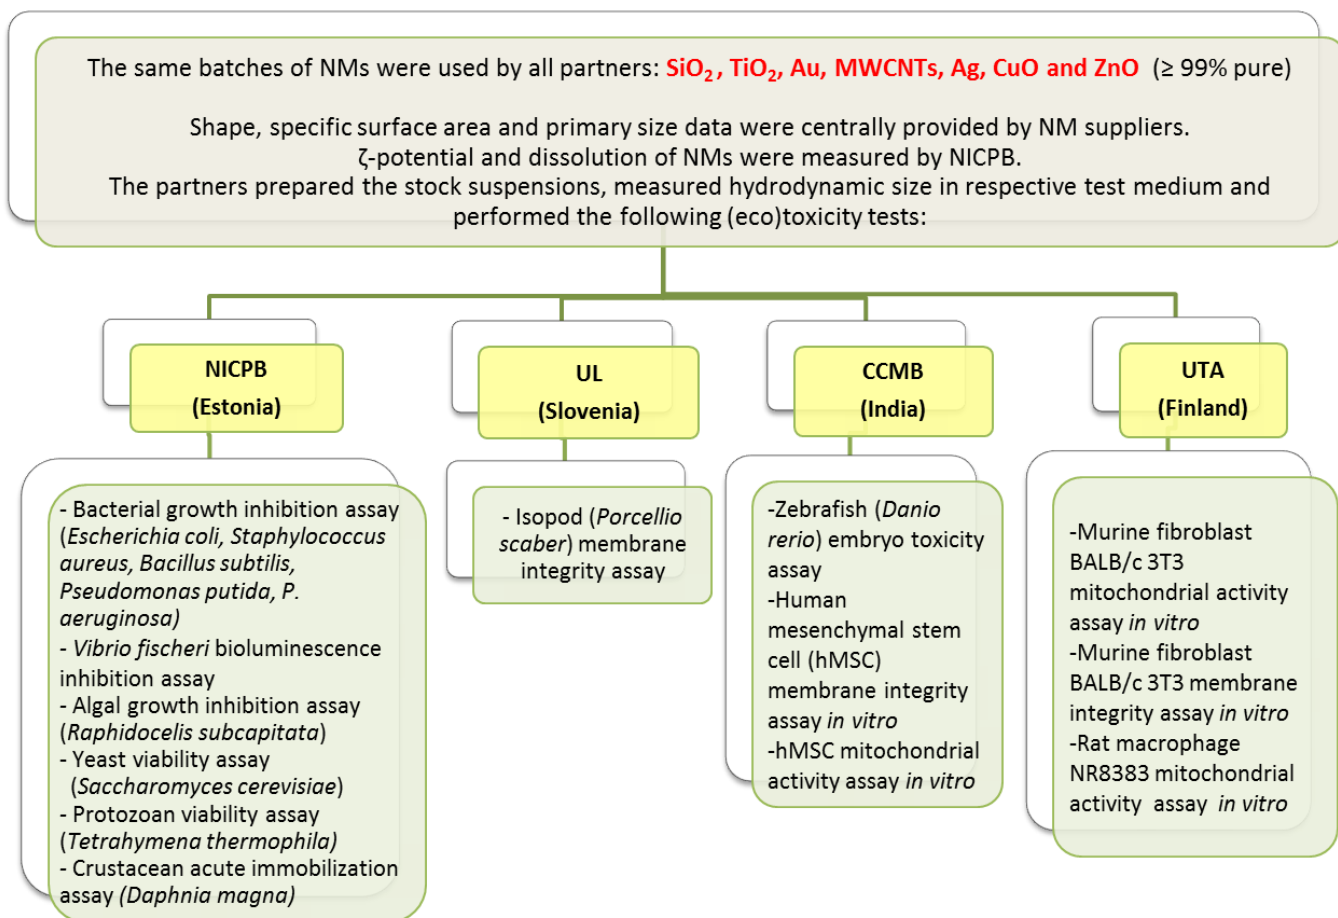 The same batches of NMs were used by all partners: SiO₂ , TiO₂, Au, MWCNTs, Ag, CuO and ZnO (≥ 99% pure)
Shape, specific surface area and primary size data were centrally provided by NM suppliers.
ζ-potential and dissolution of NMs were measured by NICPB.
The partners prepared the stock suspensions, measured hydrodynamic size in respective test medium and
performed the following (eco)toxicity tests:
NICPB
(Estonia)
- Bacterial growth inhibition assay
(Escherichia coli, Staphylococcus
aureus, Bacillus subtilis,
Pseudomonas putida, P.
aeruginosa)
- Vibrio fischeri bioluminescence
inhibition assay
- Algal growth inhibition assay
(Raphidocelis subcapitata)
- Yeast viability assay
(Saccharomyces cerevisiae)
- Protozoan viability assay
(Tetrahymena thermophila)
- Crustacean acute immobilization
assay (Daphnia magna)
UL
(Slovenia)
- Isopod (Porcellio
scaber) membrane
integrity assay
CCMB
(India)
-Zebrafish (Danio
rerio) embryo toxicity
assay
-Human
mesenchymal stem
cell (hMSC)
membrane integrity
assay in vitro
-hMSC mitochondrial
activity assay in vitro
UTA
(Finland)
-Murine fibroblast
BALB/c 3T3
mitochondrial activity
assay in vitro
-Murine fibroblast
BALB/c 3T3 membrane
integrity assay in vitro
-Rat macrophage
NR8383 mitochondrial
activity assay in vitro